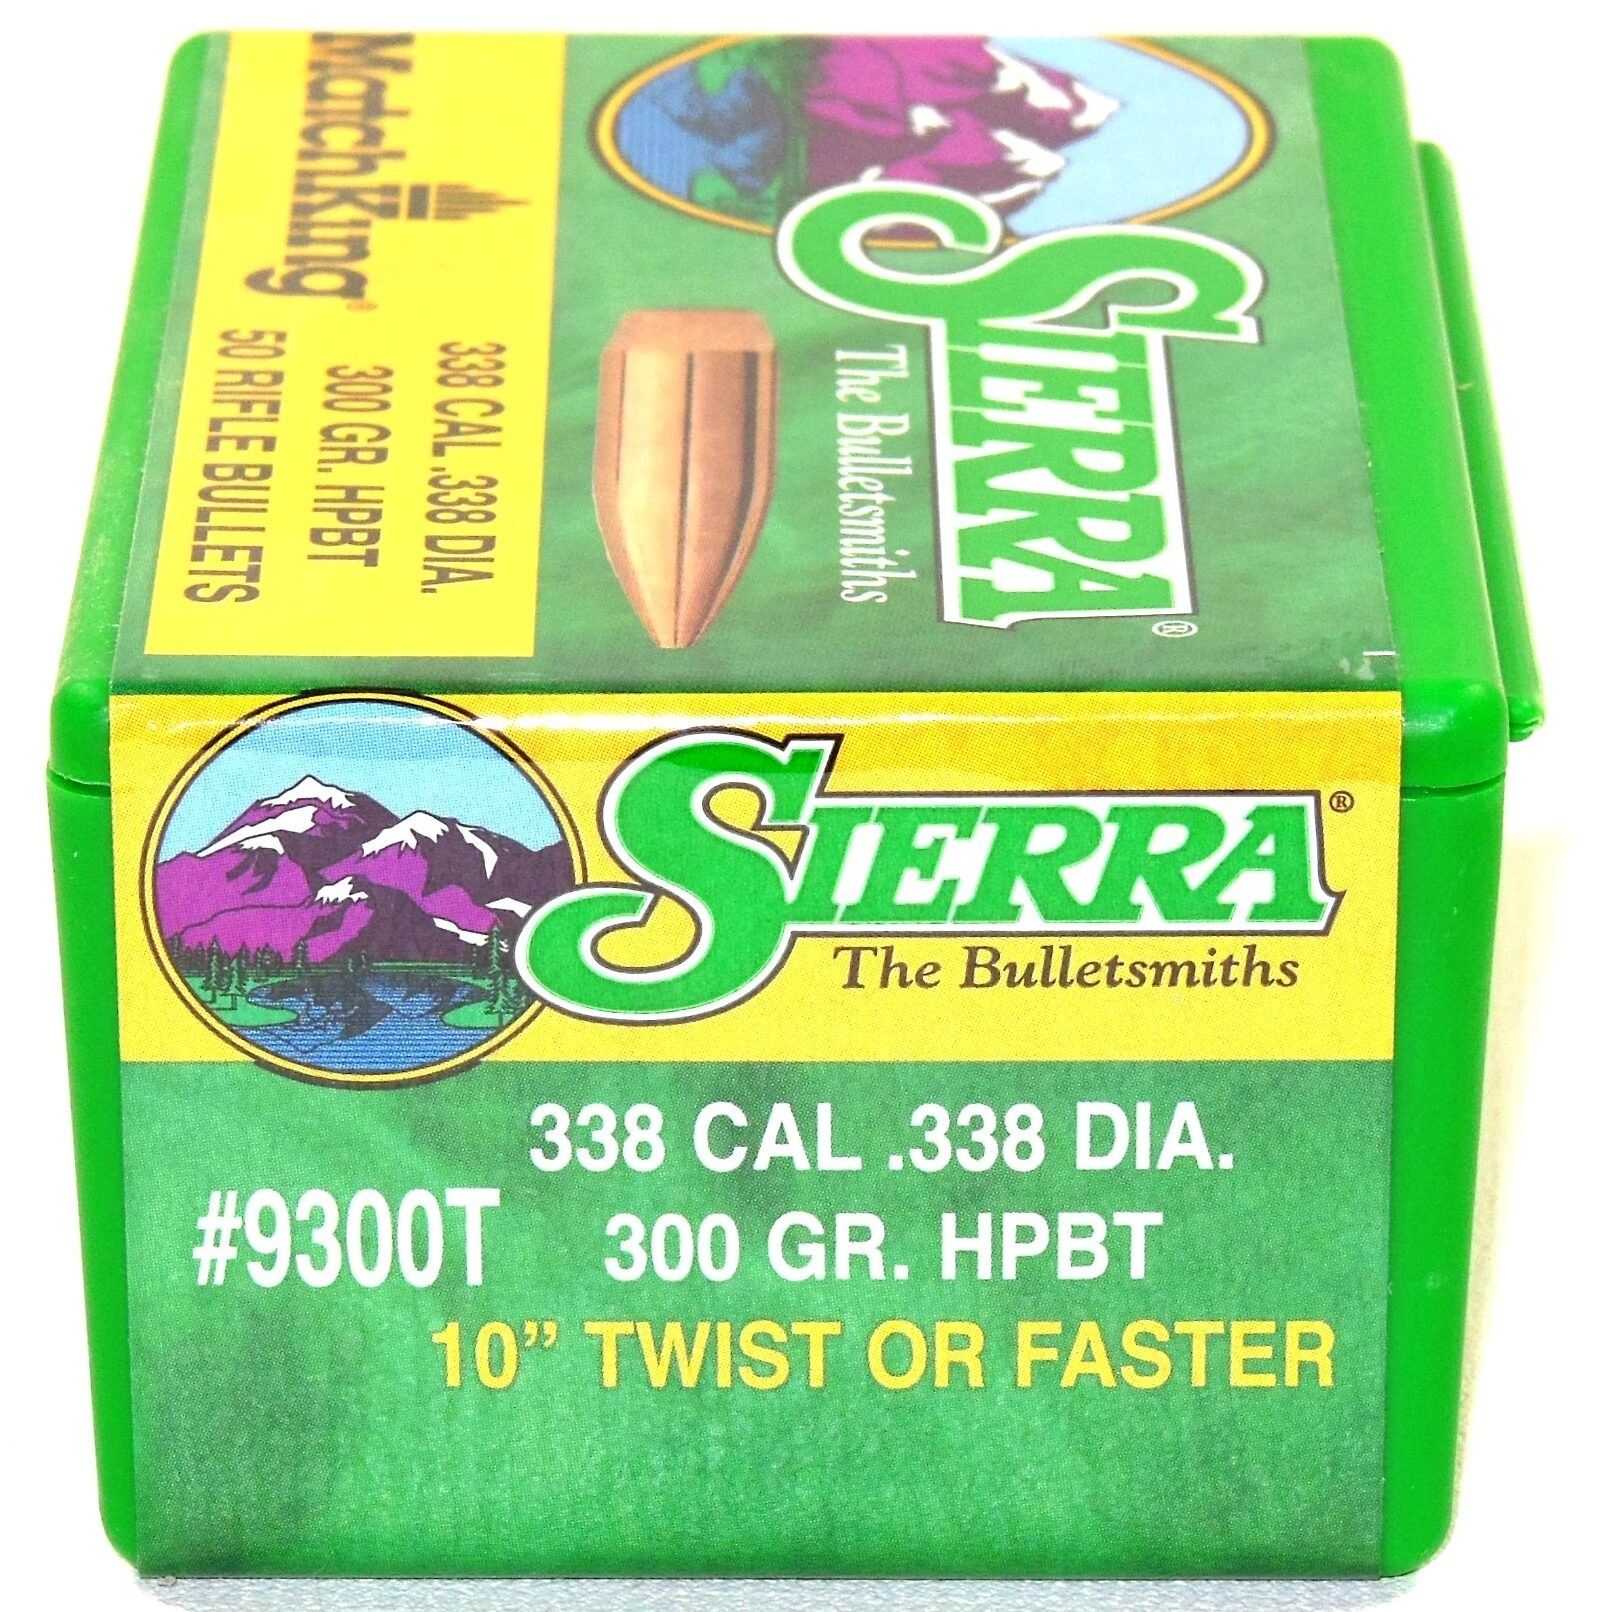 MatchKing®
338 CAL .338 DIA.
300 GR. HPBT
50 RIFLE BULLETS
SIERRA®
The Bulletsmiths
SIERRA®
The Bulletsmiths
338 CAL .338 DIA.
#9300T 300 GR. HPBT
10” TWIST OR FASTER